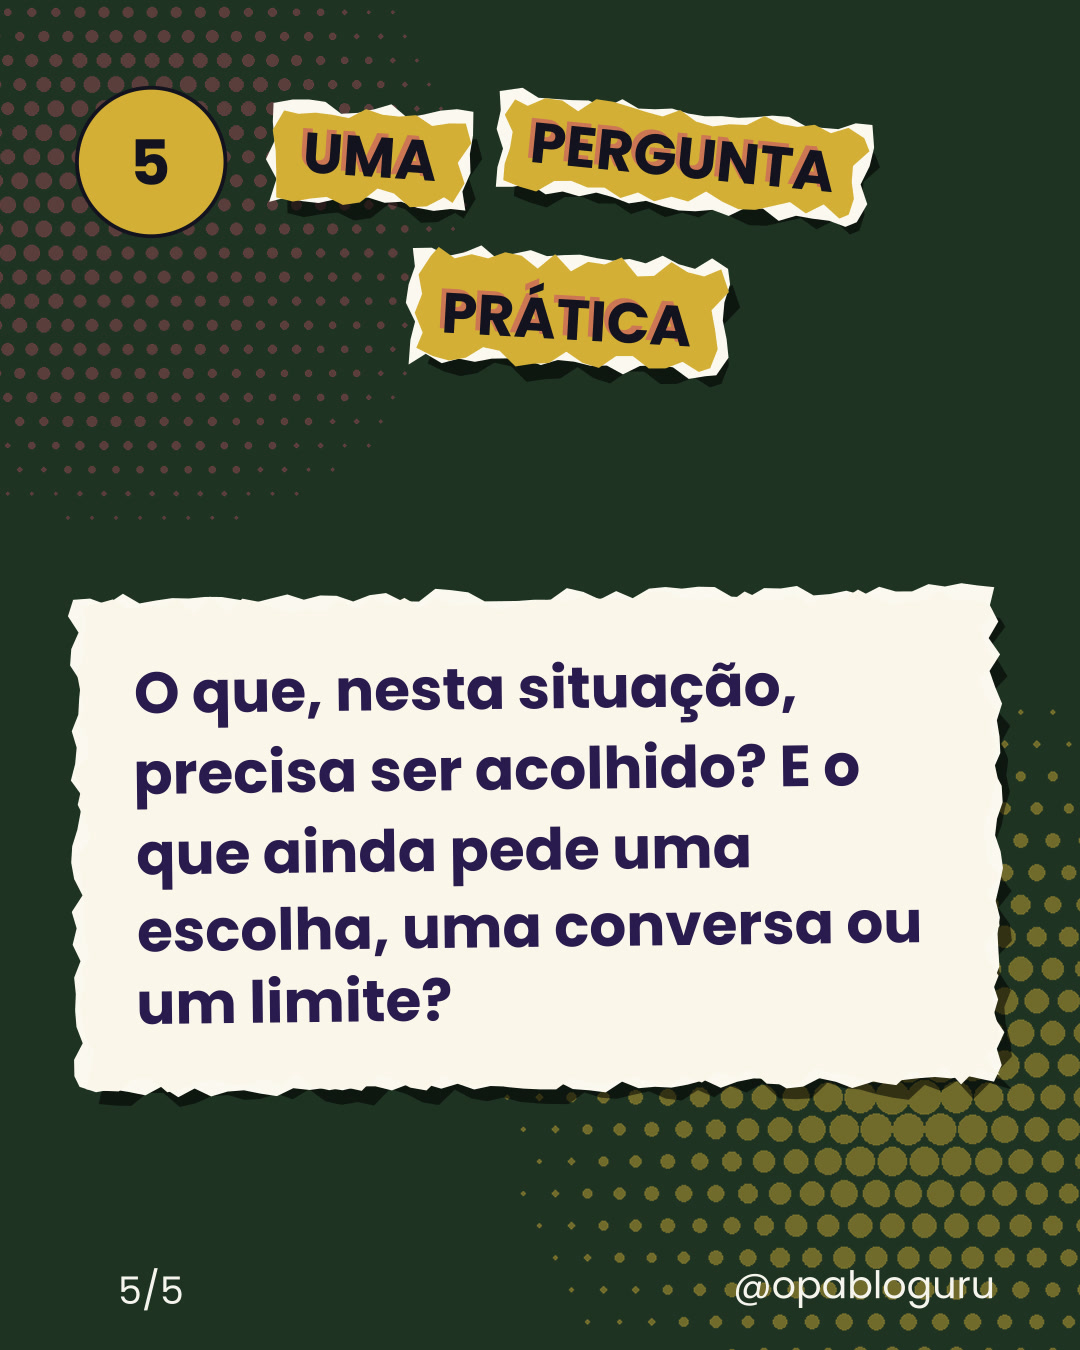 5
UMA PERGUNTA
PRÁTICA
O que, nesta situação,
precisa ser acolhido? E o
que ainda pede uma
escolha, uma conversa ou
um limite?
5/5
@opabloguru